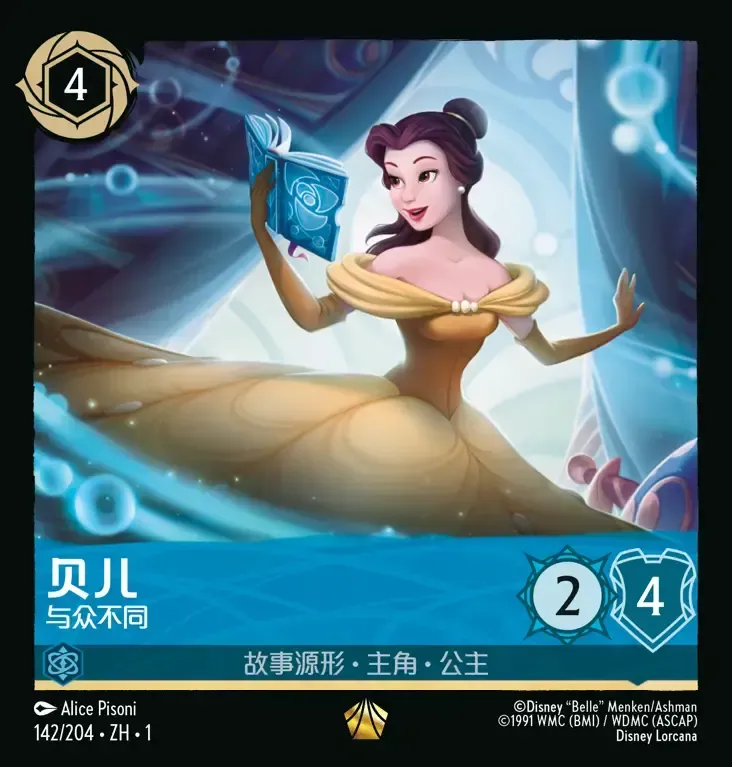 4
贝儿
与众不同
2
4
故事源形 • 主角 • 公主
Alice Pisoni
142/204 • ZH • 1
©Disney “Belle” Menken/Ashman
©1991 WMC (BMI) / WDMC (ASCAP)
Disney Lorcana